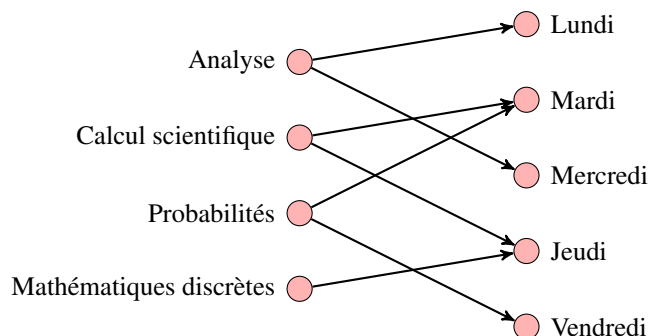 Lundi
Analyse
Mardi
Calcul scientifique
Mercredi
Probabilités
Jeudi
Mathématiques discrètes
Vendredi